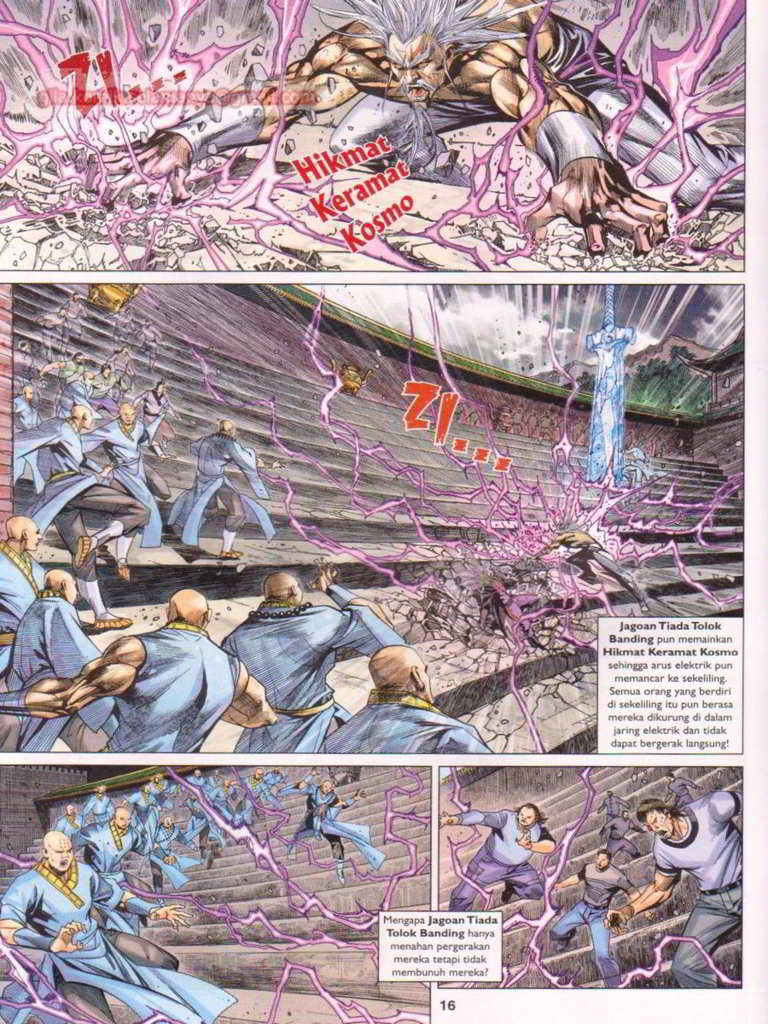 ZI....
Hikmat
Keramat
Kosmo
ZI....
Jagoan Tiada Tolok
Banding pun memainkan
Hikmat Keramat Kosmo
sehingga arus elektrik pun
memancar ke sekeliling.
Semua orang yang berdiri
di sekeliling itu pun berasa
mereka dikurung di dalam
jaring elektrik dan tidak
dapat bergerak langsung!
Mengapa Jagoan Tiada
Tolok Banding hanya
menahan pergerakan
mereka tetapi tidak
membunuh mereka?
16